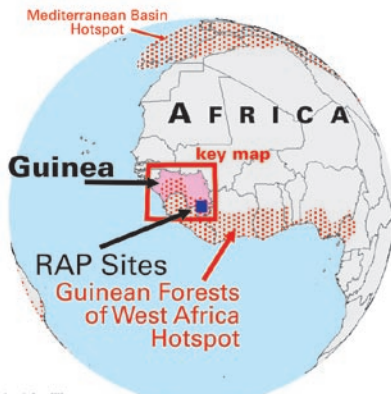 Mediterranean Basin
Hotspot
AFRICA
key map
Guinea
RAP Sites
Guinean Forests
of West Africa
Hotspot